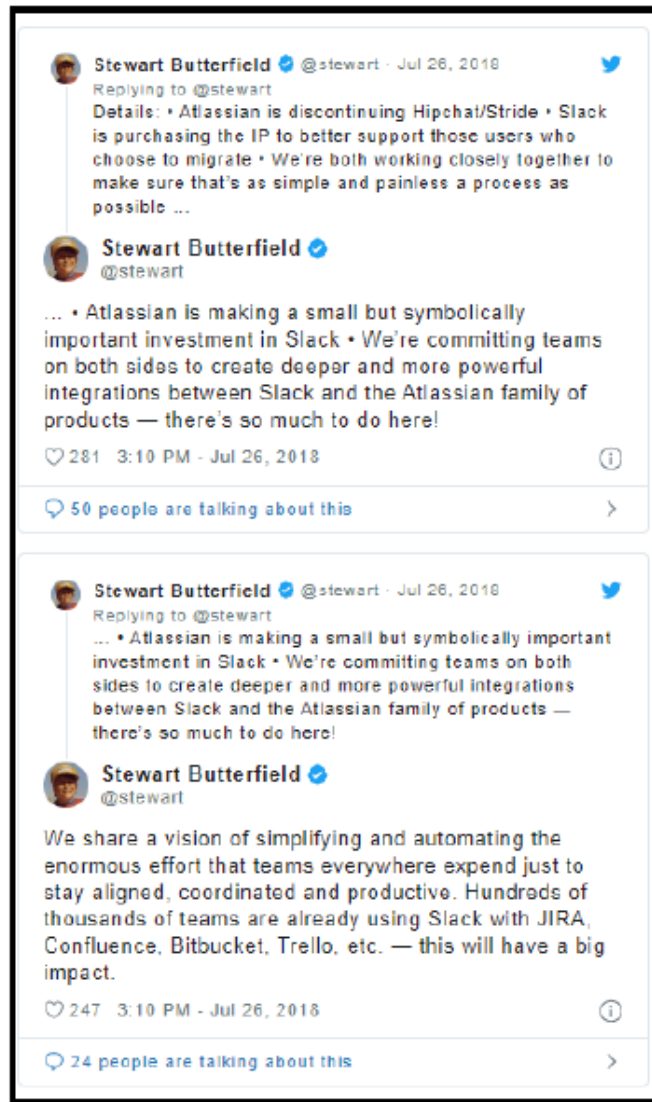 Stewart Butterfield @stewart · Jul 26, 2018
Replying to @stewart
Details: • Atlassian is discontinuing Hipchat/Stride • Slack
is purchasing the IP to better support those users who
choose to migrate • We're both working closely together to
make sure that's as simple and painless a process as
possible ...
Stewart Butterfield
@stewart
... • Atlassian is making a small but symbolically
important investment in Slack • We're committing teams
on both sides to create deeper and more powerful
integrations between Slack and the Atlassian family of
products — there's so much to do here!
281 3:10 PM - Jul 26, 2018
50 people are talking about this
Stewart Butterfield @stewart · Jul 26, 2018
Replying to @stewart
... • Atlassian is making a small but symbolically important
investment in Slack • We're committing teams on both
sides to create deeper and more powerful integrations
between Slack and the Atlassian family of products —
there's so much to do here!
Stewart Butterfield
@stewart
We share a vision of simplifying and automating the
enormous effort that teams everywhere expend just to
stay aligned, coordinated and productive. Hundreds of
thousands of teams are already using Slack with JIRA,
Confluence, Bitbucket, Trello, etc. — this will have a big
impact.
247 3:10 PM - Jul 26, 2018
24 people are talking about this